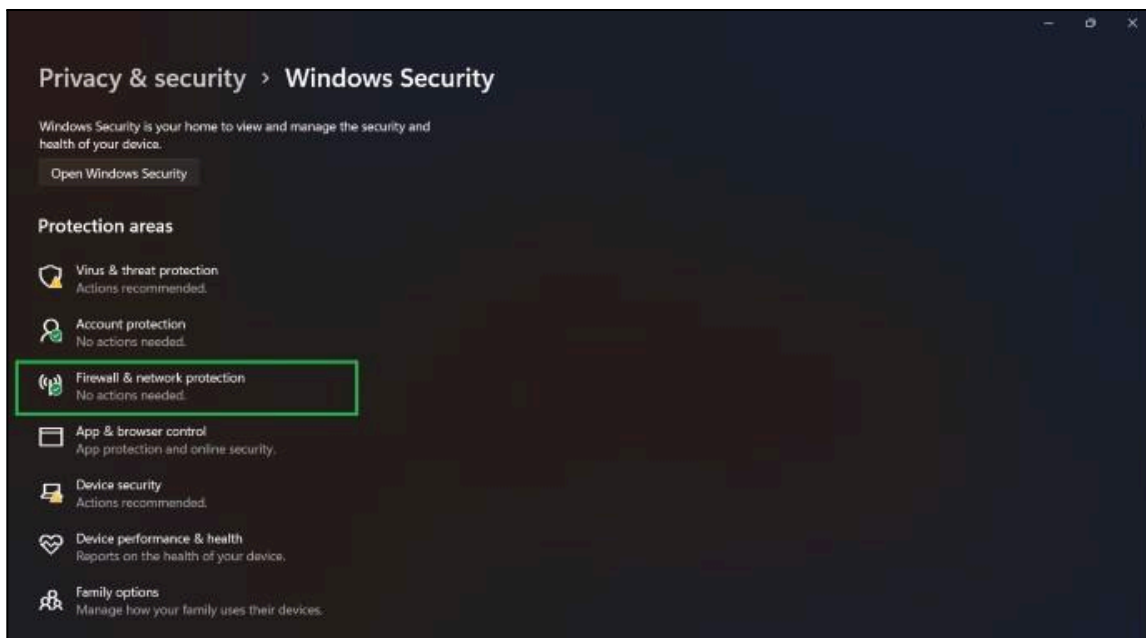 Privacy & security > Windows Security
Windows Security is your home to view and manage the security and
health of your device.
Open Windows Security
Protection areas
Virus & threat protection
Actions recommended.
Account protection
No actions needed.
Firewall & network protection
No actions needed.
App & browser control
App protection and online security.
Device security
Actions recommended.
Device performance & health
Reports on the health of your device.
Family options
Manage how your family uses their devices.